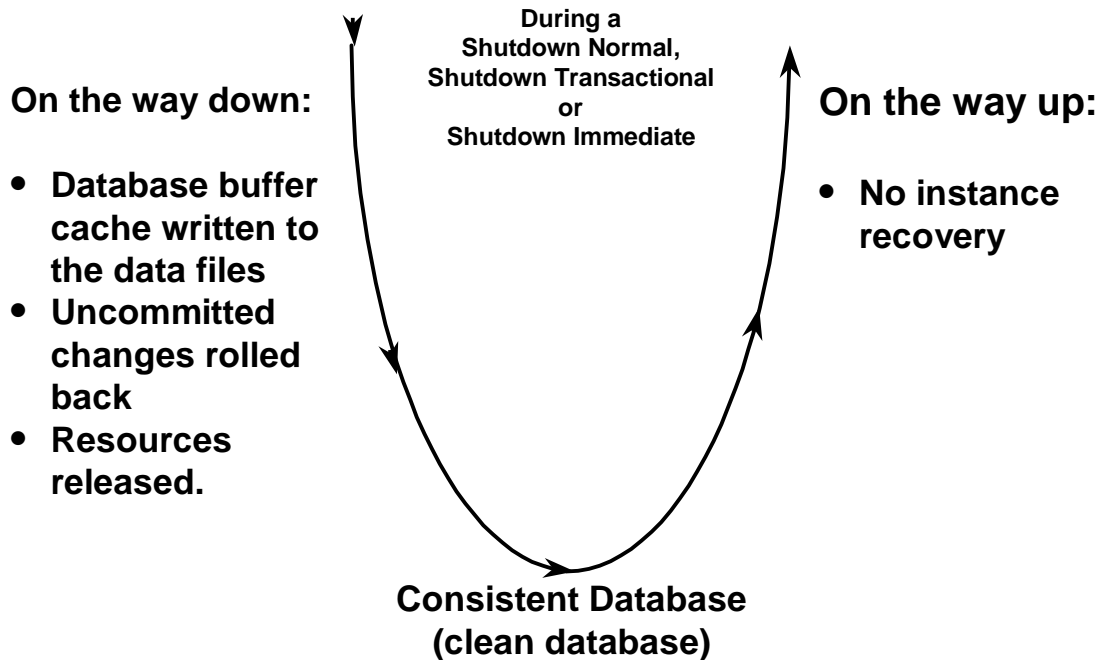 During a
Shutdown Normal,
Shutdown Transactional
or
Shutdown Immediate
On the way down:
• Database buffer
cache written to
the data files
• Uncommitted
changes rolled
back
• Resources
released.
On the way up:
• No instance
recovery
Consistent Database
(clean database)